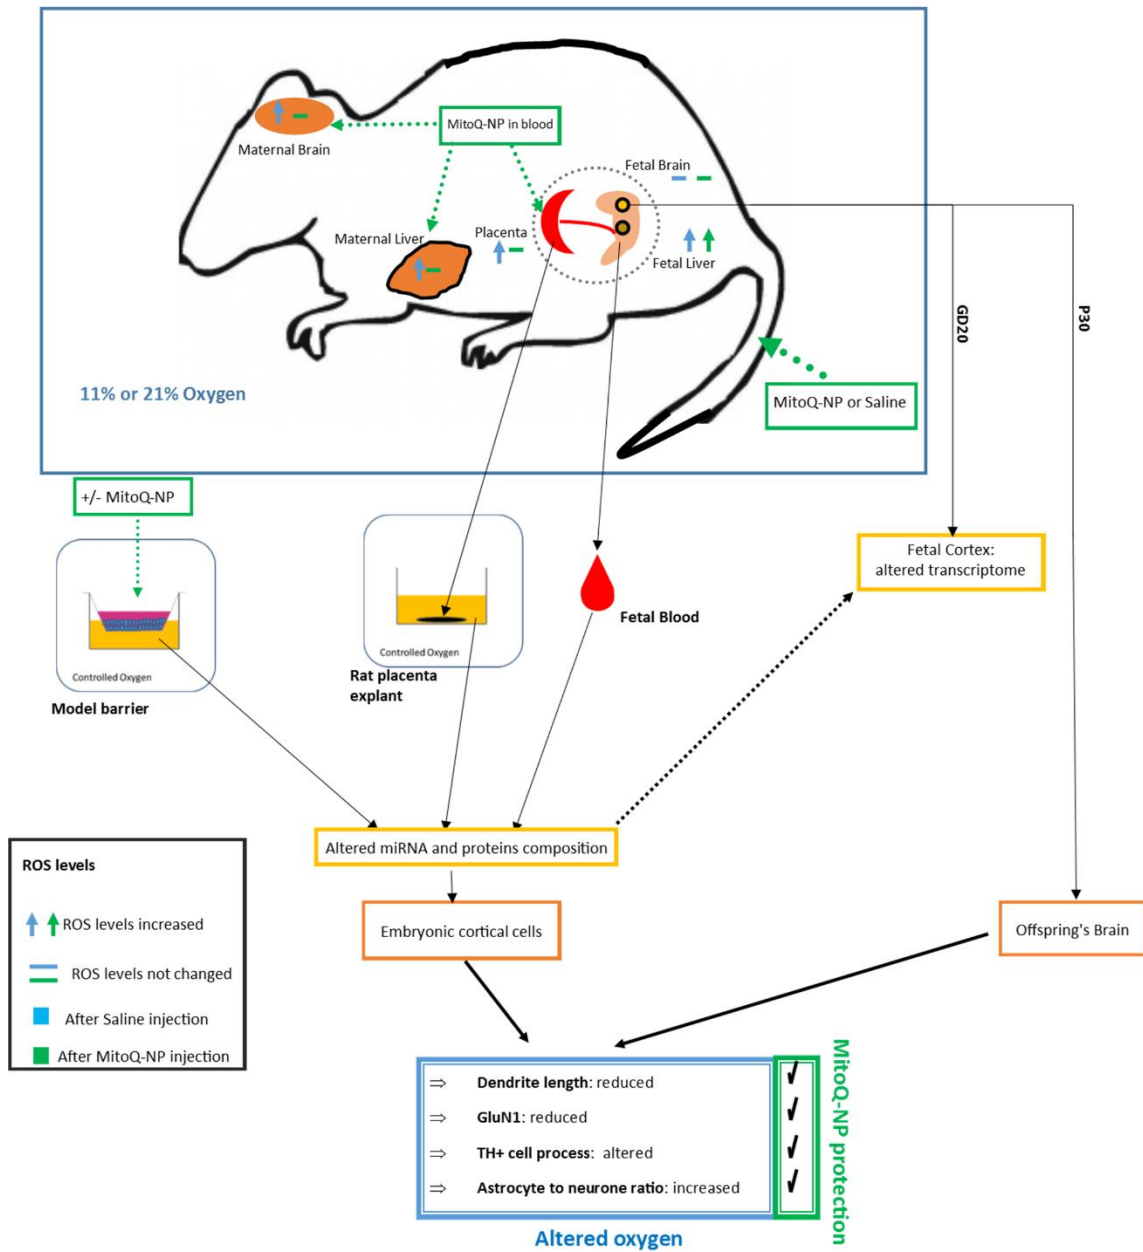 MitoQ-NP in blood
Maternal Brain
Fetal Brain
Maternal Liver
Placenta
Fetal Liver
11% or 21% Oxygen
MitoQ-NP or Saline
GD20
P30
+/- MitoQ-NP
Controlled Oxygen
Model barrier
Controlled Oxygen
Rat placenta
explant
Fetal Blood
Fetal Cortex:
altered transcriptome
Altered miRNA and proteins composition
Embryonic cortical cells
Offspring's Brain
ROS levels
ROS levels increased
ROS levels not changed
After Saline injection
After MitoQ-NP injection
⇒ Dendrite length: reduced ✓
⇒ GluN1: reduced ✓
⇒ TH+ cell process: altered ✓
⇒ Astrocyte to neurone ratio: increased ✓
MitoQ-NP protection
Altered oxygen